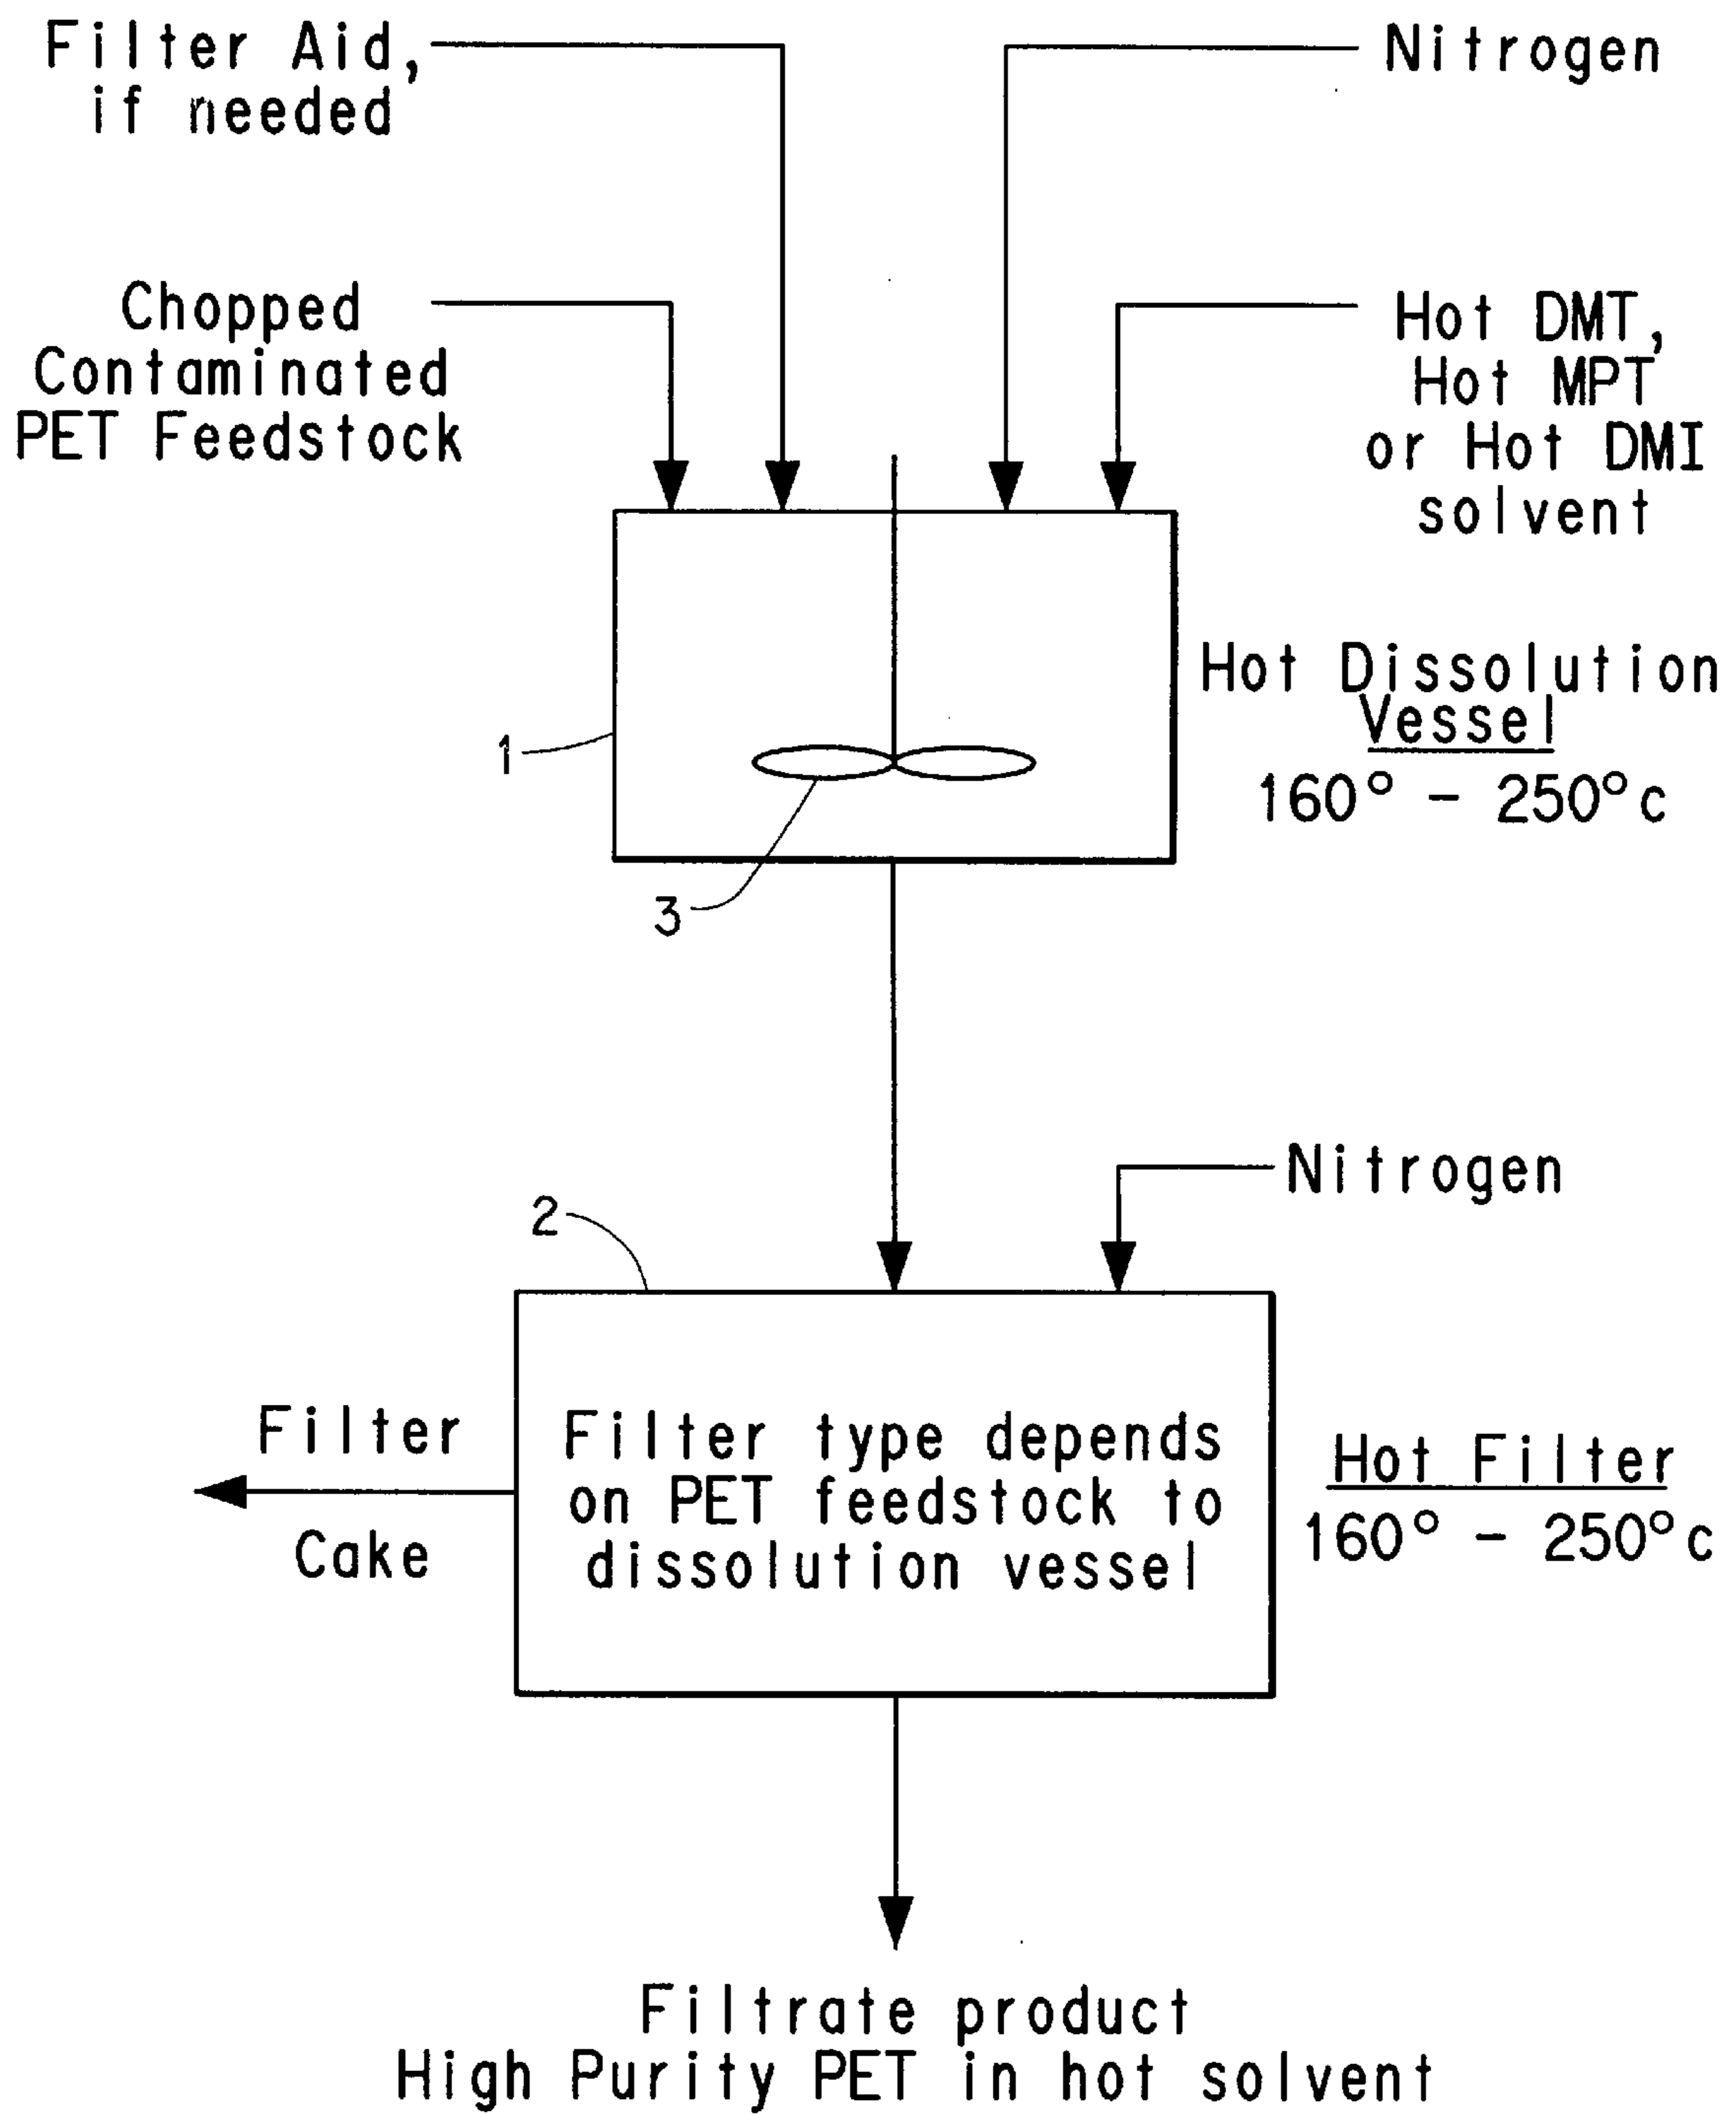 Filter Aid,
if needed
Nitrogen
Chopped
Contaminated
PET Feedstock
Hot DMT,
Hot MPT
or Hot DMI
solvent
Hot Dissolution
Vessel
160° - 250°c
1
3
Nitrogen
2
Filter
Cake
Filter type depends
on PET feedstock to
dissolution vessel
Hot Filter
160° - 250°c
Filtrate product
High Purity PET in hot solvent